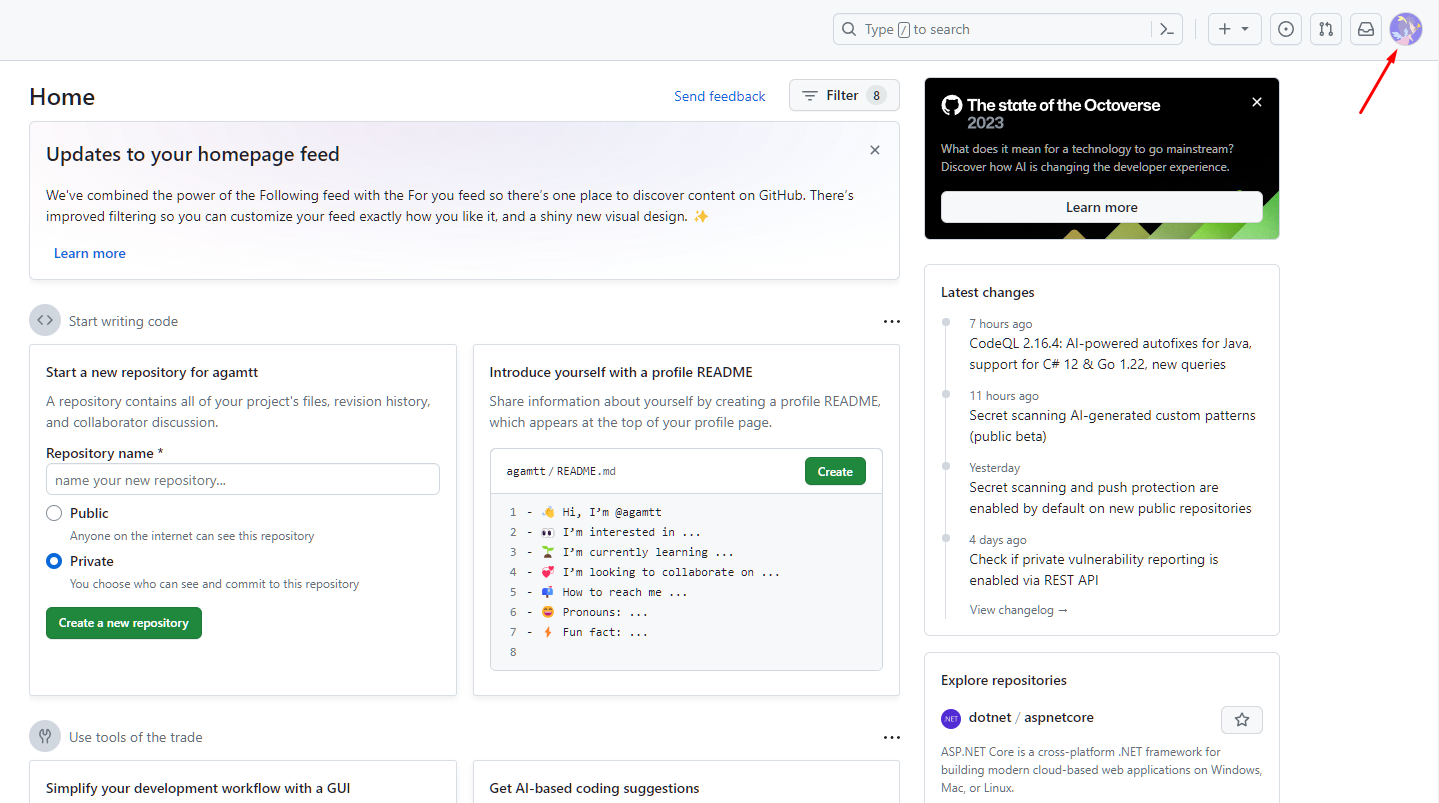 Type / to search
Home
Send feedback
Filter 8
Updates to your homepage feed
We've combined the power of the Following feed with the For you feed so there's one place to discover content on GitHub. There's
improved filtering so you can customize your feed exactly how you like it, and a shiny new visual design. ✨
Learn more
Start writing code
Start a new repository for agamtt
A repository contains all of your project's files, revision history,
and collaborator discussion.
Repository name *
name your new repository...
Public
Anyone on the internet can see this repository
Private
You choose who can see and commit to this repository
Create a new repository
Introduce yourself with a profile README
Share information about yourself by creating a profile README,
which appears at the top of your profile page.
agamtt / README.md
Create
1 - 👋 Hi, I'm @agamtt
2 - 👀 I'm interested in ...
3 - 🌱 I'm currently learning ...
4 - 💞️ I'm looking to collaborate on ...
5 - 📫 How to reach me ...
6 - 😄 Pronouns: ...
7 - ⚡ Fun fact: ...
8
Use tools of the trade
Simplify your development workflow with a GUI
Get AI-based coding suggestions
The state of the Octoverse
2023
What does it mean for a technology to go mainstream?
Discover how AI is changing the developer experience.
Learn more
Latest changes
7 hours ago
CodeQL 2.16.4: AI-powered autofixes for Java,
support for C# 12 & Go 1.22, new queries
11 hours ago
Secret scanning AI-generated custom patterns
(public beta)
Yesterday
Secret scanning and push protection are
enabled by default on new public repositories
4 days ago
Check if private vulnerability reporting is
enabled via REST API
View changelog →
Explore repositories
.NET
dotnet / aspnetcore
ASP.NET Core is a cross-platform .NET framework for
building modern cloud-based web applications on Windows,
Mac, or Linux.